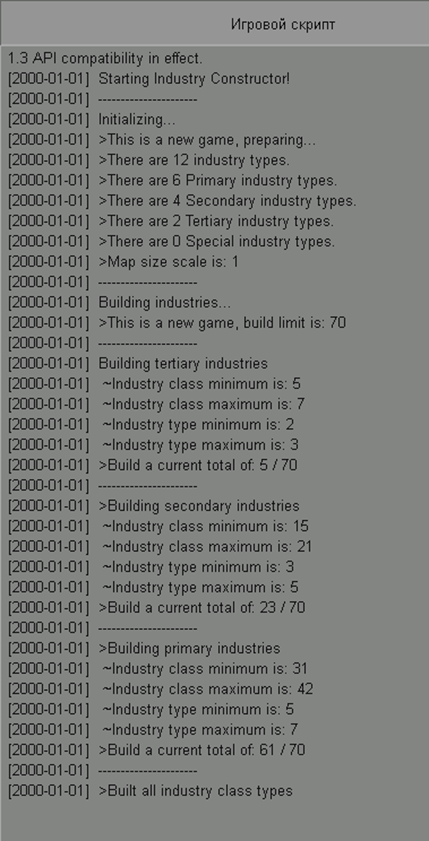 Игровой скрипт
1.3 API compatibility in effect.
[2000-01-01] Starting Industry Constructor!
[2000-01-01] ----------------------
[2000-01-01] Initializing...
[2000-01-01] >This is a new game, preparing...
[2000-01-01] >There are 12 industry types.
[2000-01-01] >There are 6 Primary industry types.
[2000-01-01] >There are 4 Secondary industry types.
[2000-01-01] >There are 2 Tertiary industry types.
[2000-01-01] >There are 0 Special industry types.
[2000-01-01] >Map size scale is: 1
[2000-01-01] ----------------------
[2000-01-01] Building industries...
[2000-01-01] >This is a new game, build limit is: 70
[2000-01-01] ----------------------
[2000-01-01] Building tertiary industries
[2000-01-01] ~Industry class minimum is: 5
[2000-01-01] ~Industry class maximum is: 7
[2000-01-01] ~Industry type minimum is: 2
[2000-01-01] ~Industry type maximum is: 3
[2000-01-01] >Build a current total of: 5 / 70
[2000-01-01] ----------------------
[2000-01-01] >Building secondary industries
[2000-01-01] ~Industry class minimum is: 15
[2000-01-01] ~Industry class maximum is: 21
[2000-01-01] ~Industry type minimum is: 3
[2000-01-01] ~Industry type maximum is: 5
[2000-01-01] >Build a current total of: 23 / 70
[2000-01-01] ----------------------
[2000-01-01] >Building primary industries
[2000-01-01] ~Industry class minimum is: 31
[2000-01-01] ~Industry class maximum is: 42
[2000-01-01] ~Industry type minimum is: 5
[2000-01-01] ~Industry type maximum is: 7
[2000-01-01] >Build a current total of: 61 / 70
[2000-01-01] ----------------------
[2000-01-01] >Built all industry class types